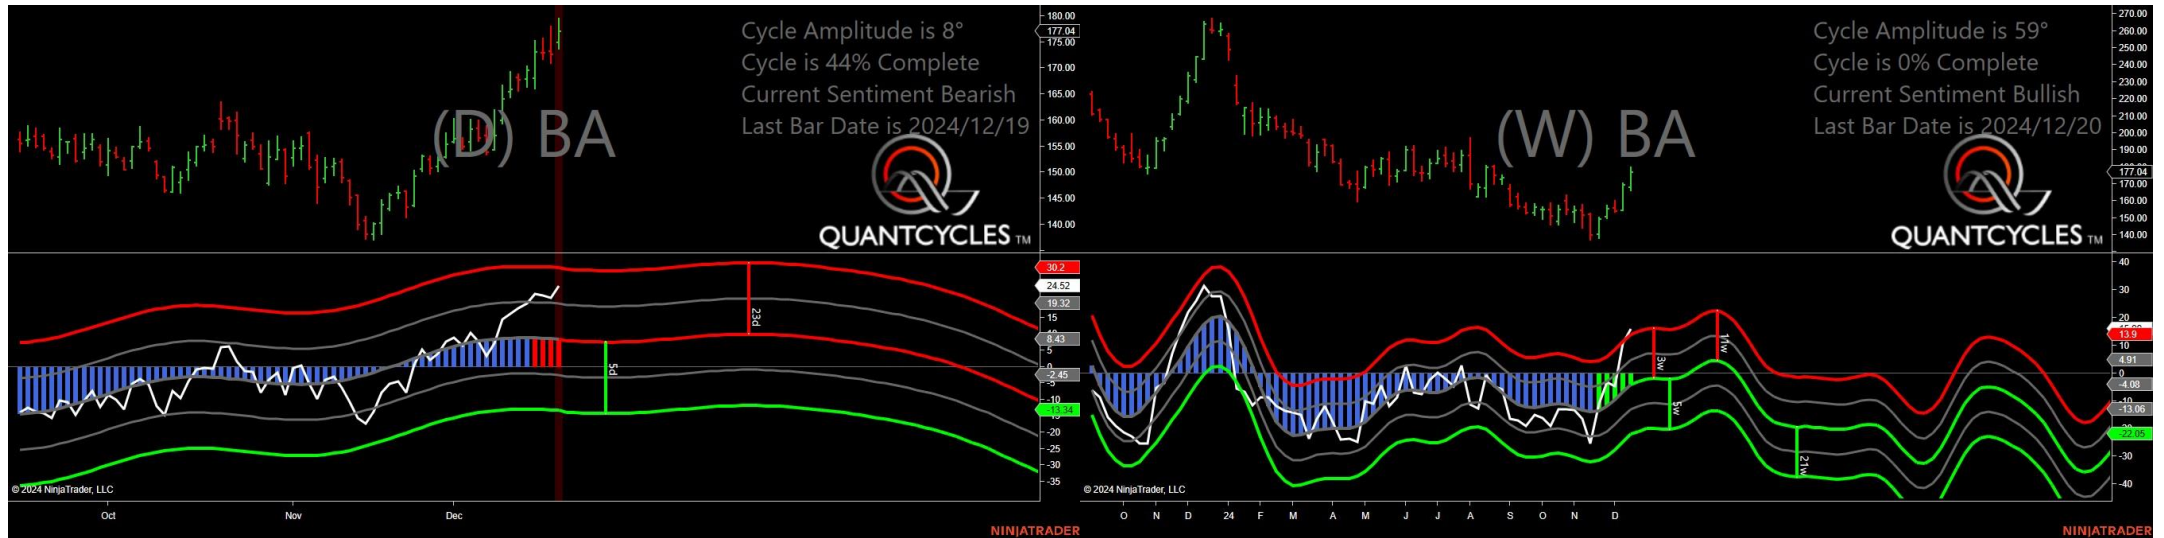 Cycle Amplitude is 8°
Cycle is 44% Complete
Current Sentiment Bearish
Last Bar Date is 2024/12/19
(D) BA
QUANTCYCLES TM
180.00
177.04
175.00
170.00
165.00
160.00
155.00
150.00
145.00
140.00
30.2
24.52
19.32
15
8.43
5
0
-2.45
-5
-10
-13.34
-20
-25
-30
-35
23d
5d
© 2024 NinjaTrader, LLC
Oct
Nov
Dec
NINJATRADER
Cycle Amplitude is 59°
Cycle is 0% Complete
Current Sentiment Bullish
Last Bar Date is 2024/12/20
(W) BA
QUANTCYCLES TM
270.00
260.00
250.00
240.00
230.00
220.00
210.00
200.00
190.00
177.04
170.00
160.00
150.00
140.00
40
30
20
13.9
10
4.91
0
-4.08
-13.06
-22.05
-30
-40
3w
11w
5w
21w
© 2024 NinjaTrader, LLC
O N D 24 F M A M J J A S O N D
NINJATRADER